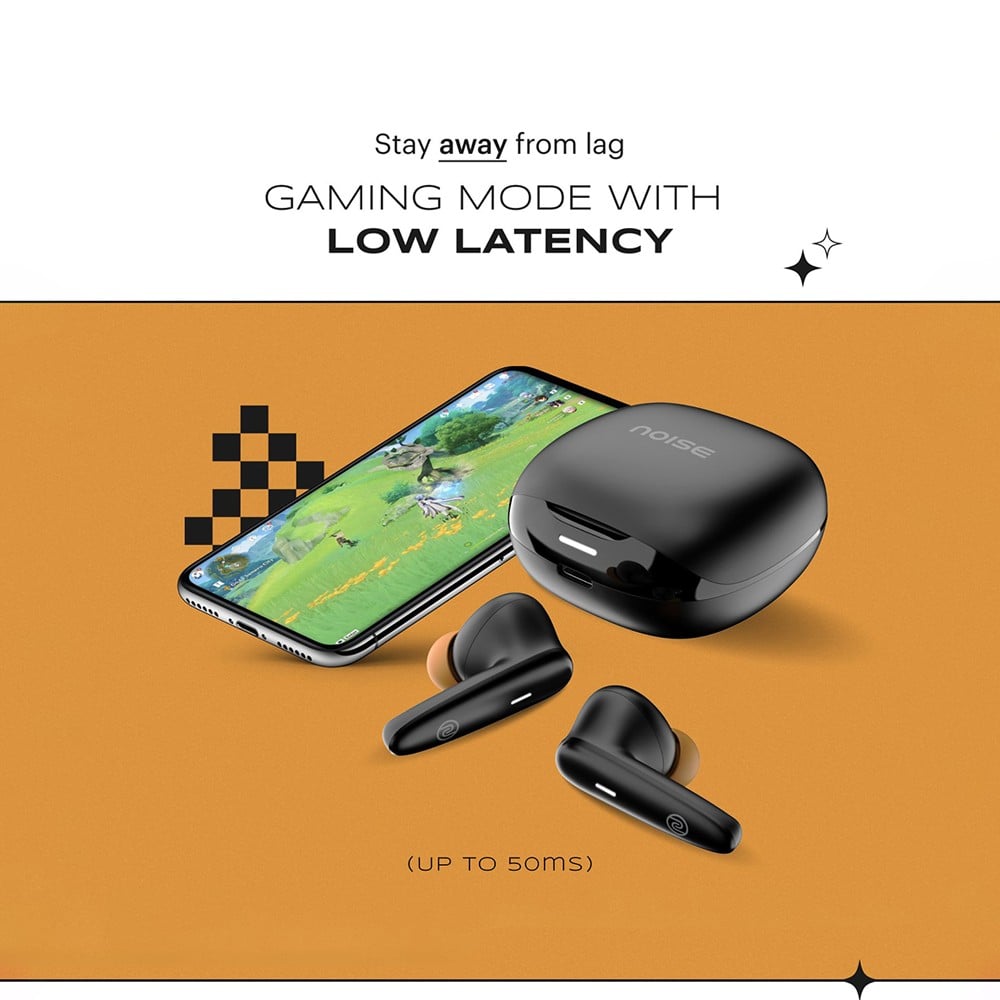 Stay away from lag
GAMING MODE WITH
LOW LATENCY
noise
(UP TO 50ms)